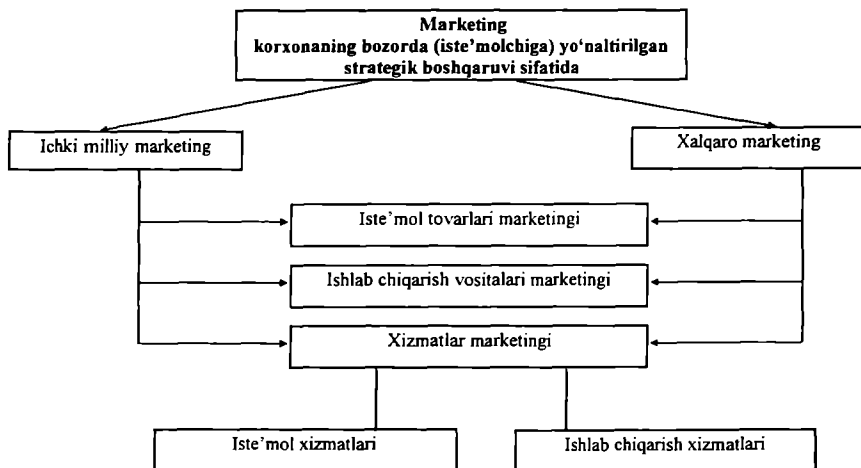 Marketing
korxonaning bozorda (iste’molchiga) yo‘naltirilgan
strategik boshqaruvi sifatida
Ichki milliy marketing
Xalqaro marketing
Iste’mol tovarlari marketingi
Ishlab chiqarish vositalari marketingi
Xizmatlar marketingi
Iste’mol xizmatlari
Ishlab chiqarish xizmatlari